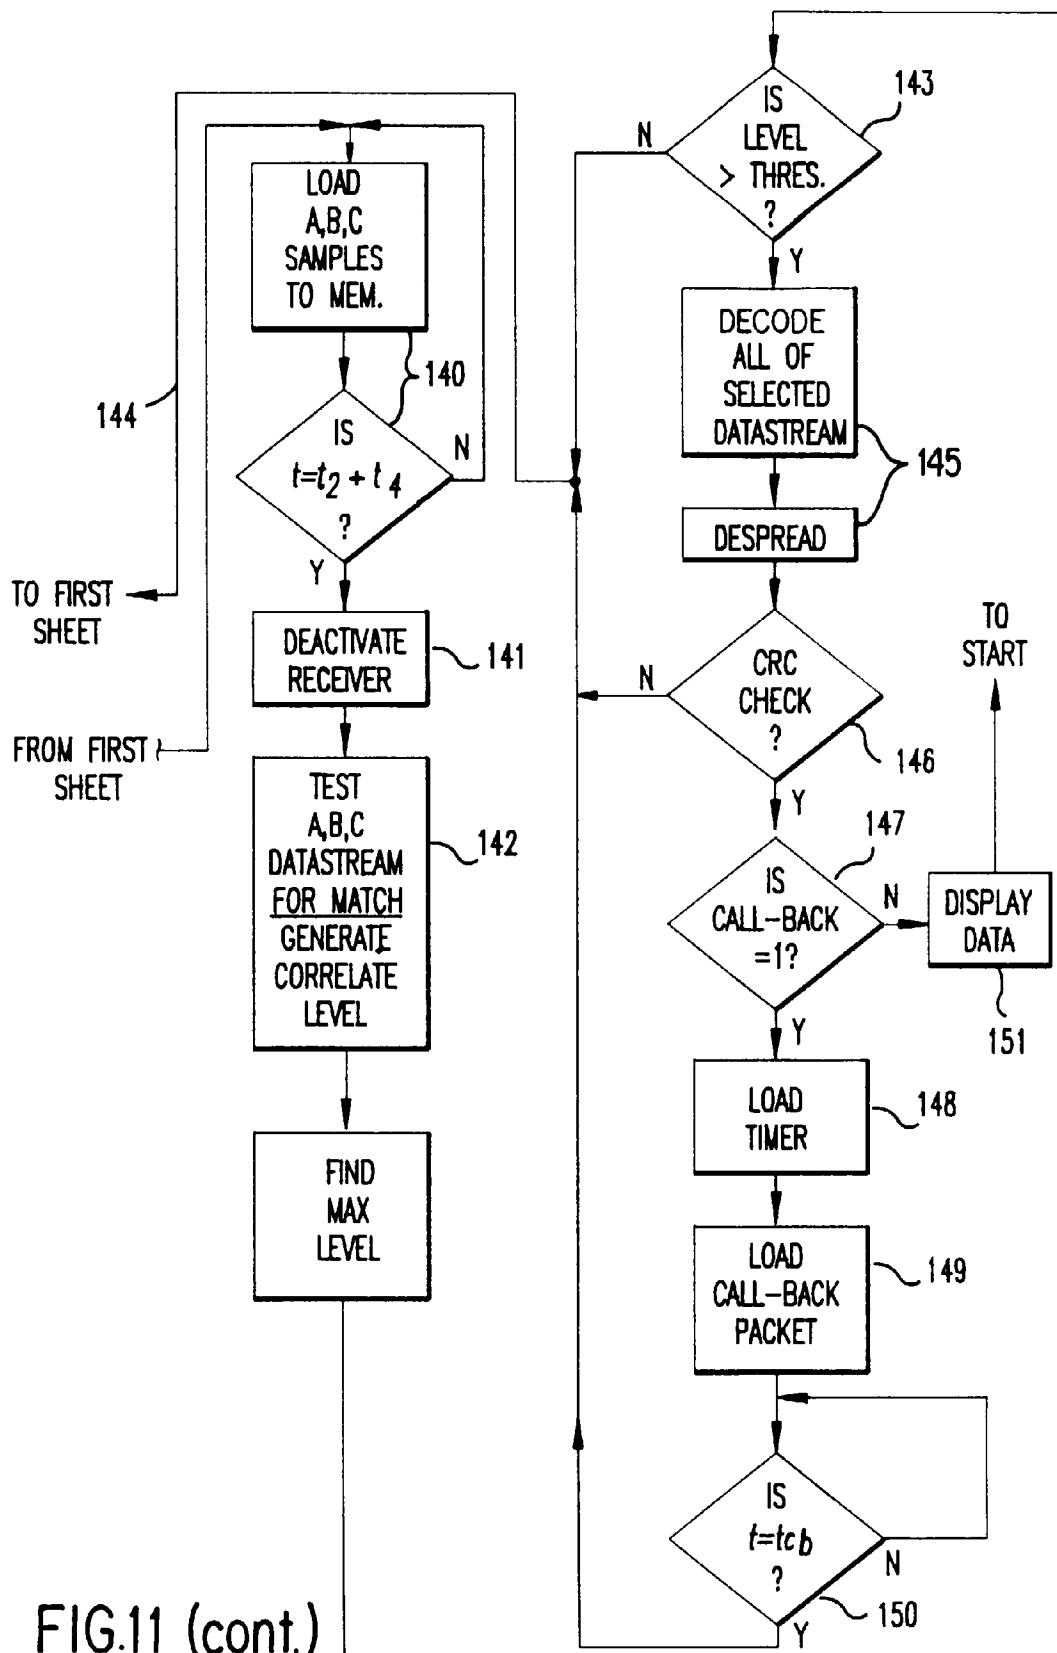 IS
LEVEL
> THRES.
?
143
N
Y
LOAD
A,B,C
SAMPLES
TO MEM.
140
144
IS
t=t2 + t4
?
N
Y
TO FIRST
SHEET
DEACTIVATE
RECEIVER
141
FROM FIRST
SHEET
TEST
A,B,C
DATASTREAM
FOR MATCH
GENERATE
CORRELATE
LEVEL
142
FIND
MAX
LEVEL
DECODE
ALL OF
SELECTED
DATASTREAM
145
DESPREAD
CRC
CHECK
?
N
146
Y
147
IS
CALL-BACK
=1?
N
Y
TO
START
DISPLAY
DATA
151
LOAD
TIMER
148
LOAD
CALL-BACK
PACKET
149
IS
t=tcb
?
N
150
Y
FIG.11 (cont.)